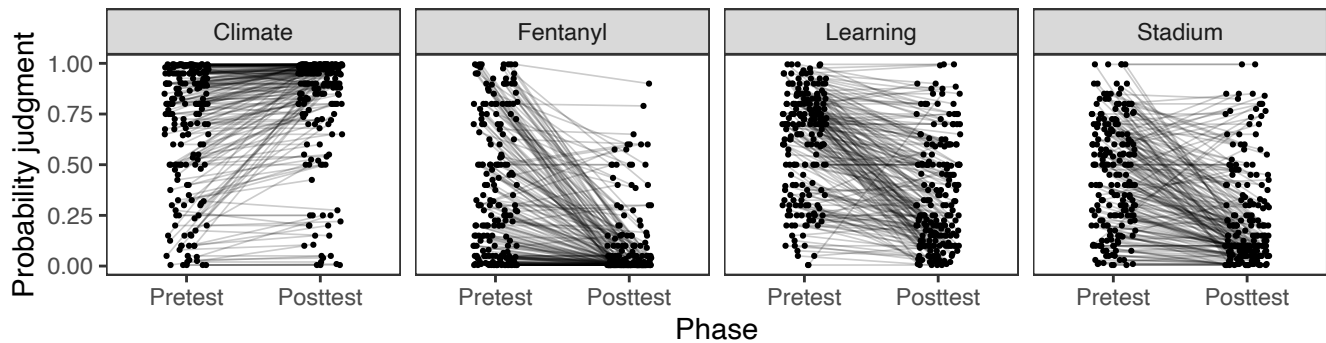 Climate Fentanyl Learning Stadium
Probability judgment
1.00
0.75
0.50
0.25
0.00
Pretest Posttest Pretest Posttest Pretest Posttest Pretest Posttest
Phase